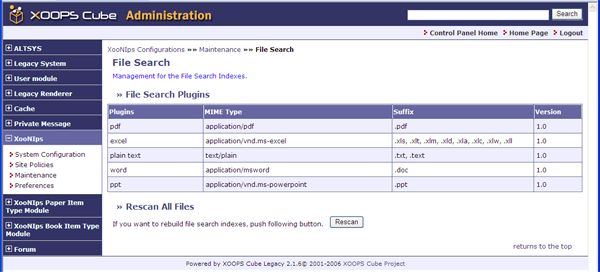 XOOPS Cube Administration
Search
Control Panel Home Home Page Logout
ALTSYS
Legacy System
User module
Legacy Renderer
Cache
Private Message
XooNIps
System Configuration
Site Policies
Maintenance
Preferences
XooNIps Paper Item
Type Module
XooNIps Book Item Type
Module
Forum
XooNIps Configurations »» Maintenance »» File Search
File Search
Management for the File Search Indexes.
» File Search Plugins
Plugins MIME Type Suffix Version
pdf application/pdf .pdf 1.0
excel application/vnd.ms-excel .xls, .xlt, .xlm, .xld, .xla, .xlc, .xlw, .xll 1.0
plain text text/plain .txt, .text 1.0
word application/msword .doc 1.0
ppt application/vnd.ms-powerpoint .ppt 1.0
» Rescan All Files
If you want to rebuild file search indexes, push following button. Rescan
returns to the top
Powered by XOOPS Cube Legacy 2.1.6© 2001-2006 XOOPS Cube Project